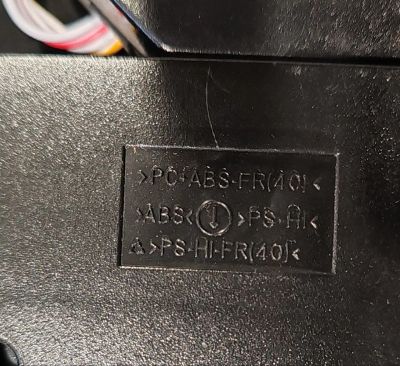 >PC+ABS-FR(40)<
>ABS< >PS-HI<
>PS-HI-FR(40)<